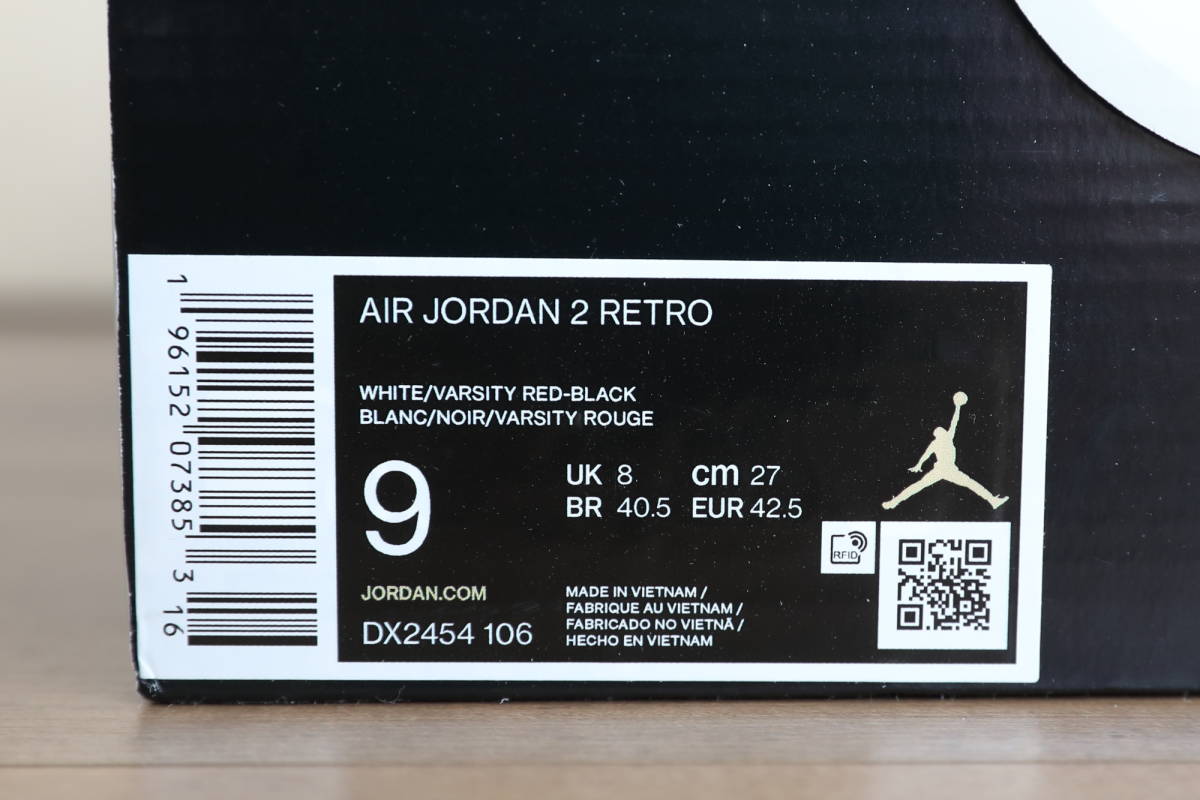 1 96152 07385 3 16
AIR JORDAN 2 RETRO
WHITE/VARSITY RED-BLACK
BLANC/NOIR/VARSITY ROUGE
9
UK 8 cm 27
BR 40.5 EUR 42.5
RFID
JORDAN.COM
DX2454 106
MADE IN VIETNAM /
FABRIQUE AU VIETNAM /
FABRICADO NO VIETNÃ /
HECHO EN VIETNAM